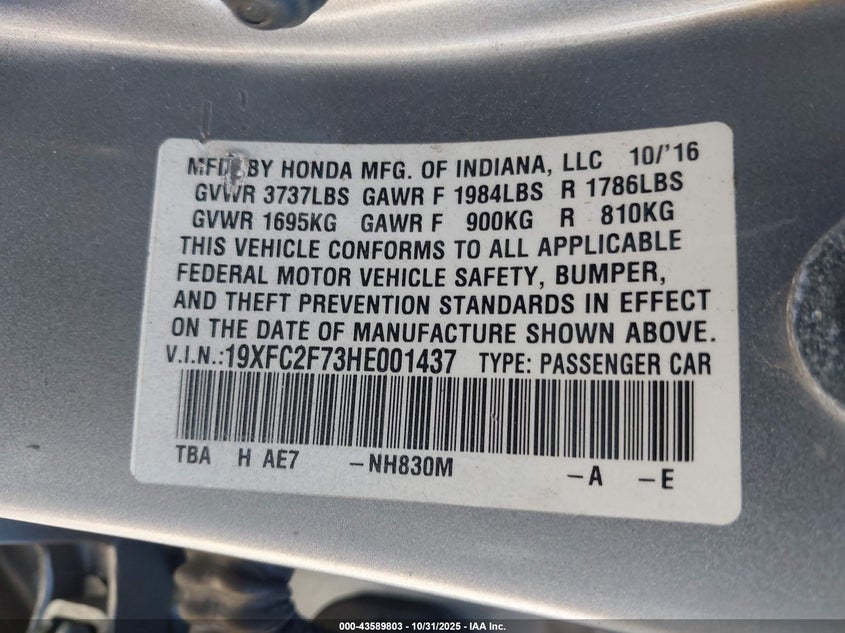 MFD BY HONDA MFG. OF INDIANA, LLC 10/'16
GVWR 3737LBS GAWR F 1984LBS R 1786LBS
GVWR 1695KG GAWR F 900KG R 810KG
THIS VEHICLE CONFORMS TO ALL APPLICABLE
FEDERAL MOTOR VEHICLE SAFETY, BUMPER,
AND THEFT PREVENTION STANDARDS IN EFFECT
ON THE DATE OF MANUFACTURE SHOWN ABOVE.
V.I.N.:19XFC2F73HE001437 TYPE: PASSENGER CAR
TBA H AE7 -NH830M -A -E
000-43589803 - 10/31/2025 - IAA Inc.